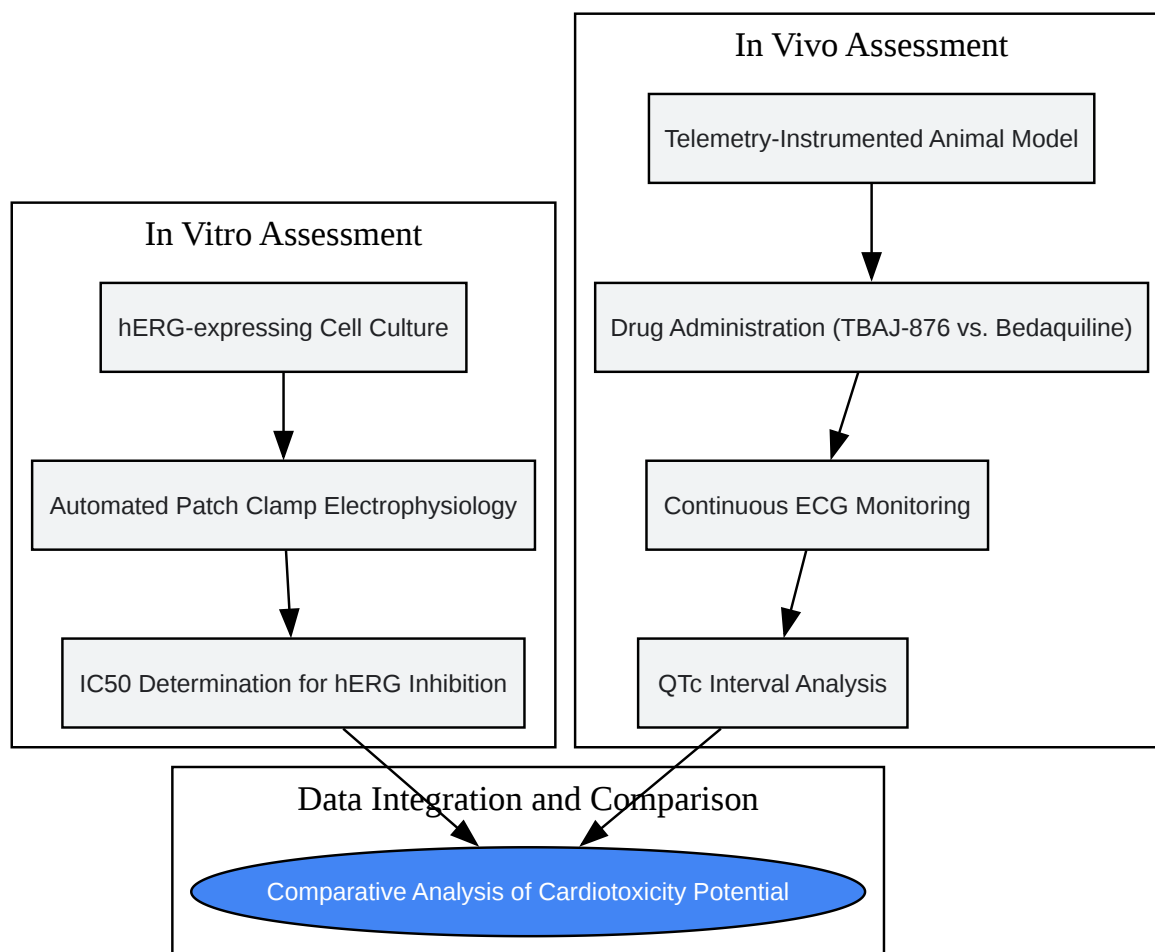 In Vitro Assessment
hERG-expressing Cell Culture
Automated Patch Clamp Electrophysiology
IC50 Determination for hERG Inhibition
In Vivo Assessment
Telemetry-Instrumented Animal Model
Drug Administration (TBAJ-876 vs. Bedaquiline)
Continuous ECG Monitoring
QTc Interval Analysis
Data Integration and Comparison
Comparative Analysis of Cardiotoxicity Potential